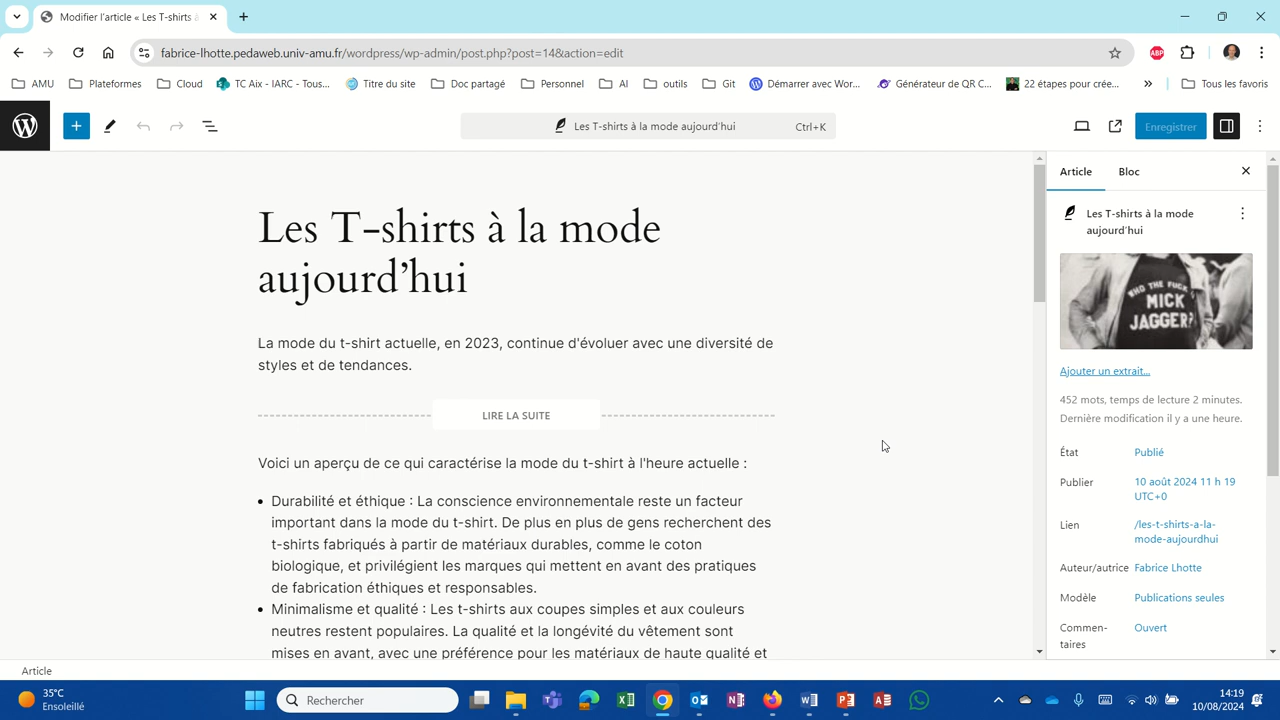 Modifier l'article « Les T-shirts à
fabrice-lhotte.pedaweb.univ-amu.fr/wordpress/wp-admin/post.php?post=14&action=edit
ABP
AMU
Plateformes
Cloud
TC Aix - IARC - Tous...
Titre du site
Doc partagé
Personnel
AI
outils
Git
Démarrer avec Wor...
Générateur de QR C...
22 étapes pour crée...
»
Tous les favoris
Les T-shirts à la mode aujourd'hui
Ctrl+K
Enregistrer
Les T-shirts à la mode
aujourd'hui
La mode du t-shirt actuelle, en 2023, continue d'évoluer avec une diversité de
styles et de tendances.
LIRE LA SUITE
Voici un aperçu de ce qui caractérise la mode du t-shirt à l'heure actuelle :
• Durabilité et éthique : La conscience environnementale reste un facteur
important dans la mode du t-shirt. De plus en plus de gens recherchent des
t-shirts fabriqués à partir de matériaux durables, comme le coton
biologique, et privilégient les marques qui mettent en avant des pratiques
de fabrication éthiques et responsables.
• Minimalisme et qualité : Les t-shirts aux coupes simples et aux couleurs
neutres restent populaires. La qualité et la longévité du vêtement sont
mises en avant, avec une préférence pour les matériaux de haute qualité et
Article
Bloc
Les T-shirts à la mode
aujourd'hui
WHO THE FUCK
MICK
JAGGER?
Ajouter un extrait...
452 mots, temps de lecture 2 minutes.
Dernière modification il y a une heure.
État
Publié
Publier
10 août 2024 11 h 19
UTC+0
Lien
/les-t-shirts-a-la-
mode-aujourdhui
Auteur/autrice
Fabrice Lhotte
Modèle
Publications seules
Commen-
taires
Ouvert
Article
35°C
Ensoleillé
Rechercher
14:19
10/08/2024